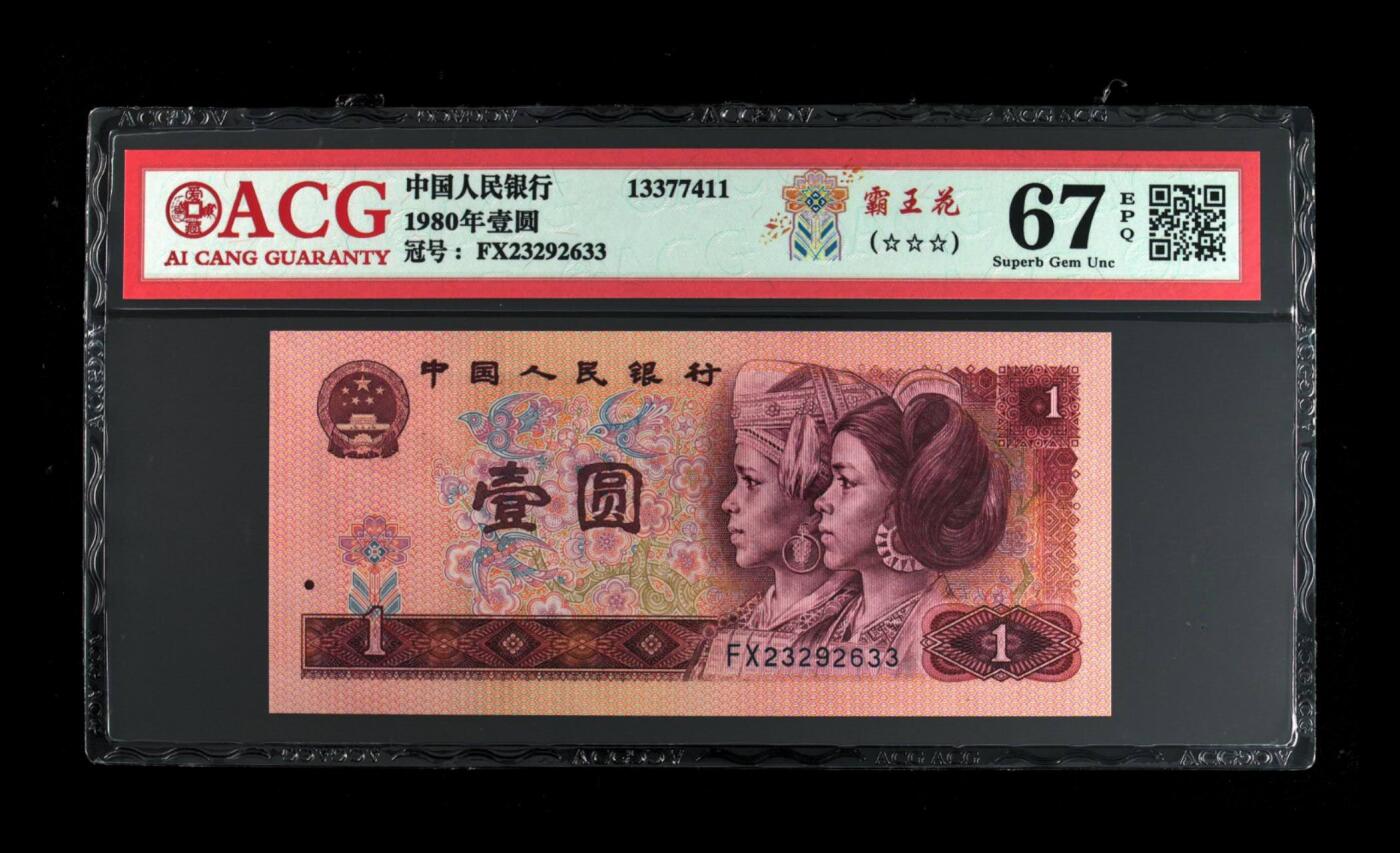 ACG
AI CANG GUARANTY
中国人民银行
1980年壹圆
冠号：FX23292633
13377411
霸王花
(☆☆☆)
67
EPQ
Superb Gem Unc
中国人民银行
1
壹圆
1
FX23292633
1